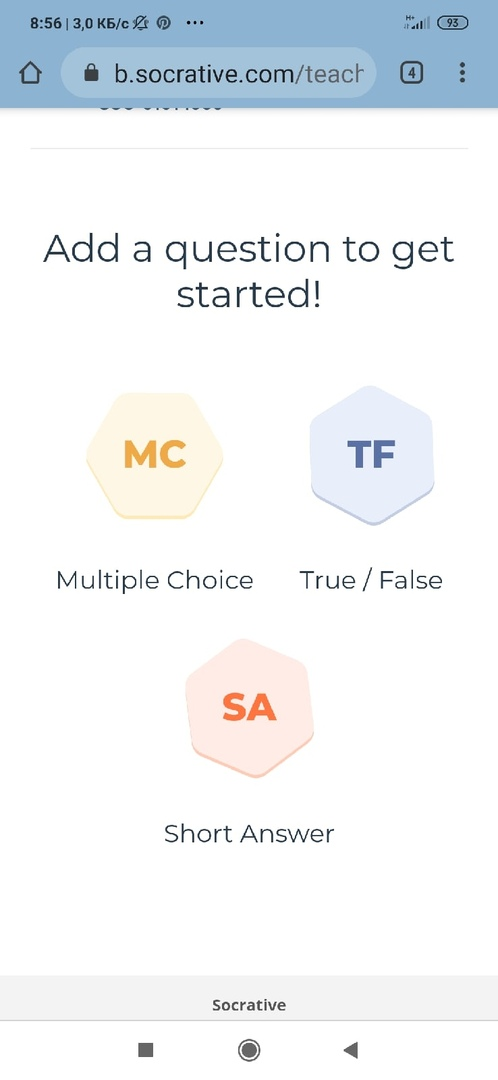 8:56 | 3,0 КБ/с
H+
93
b.socrative.com/teach
4
Add a question to get
started!
MC
TF
Multiple Choice
True / False
SA
Short Answer
Socrative